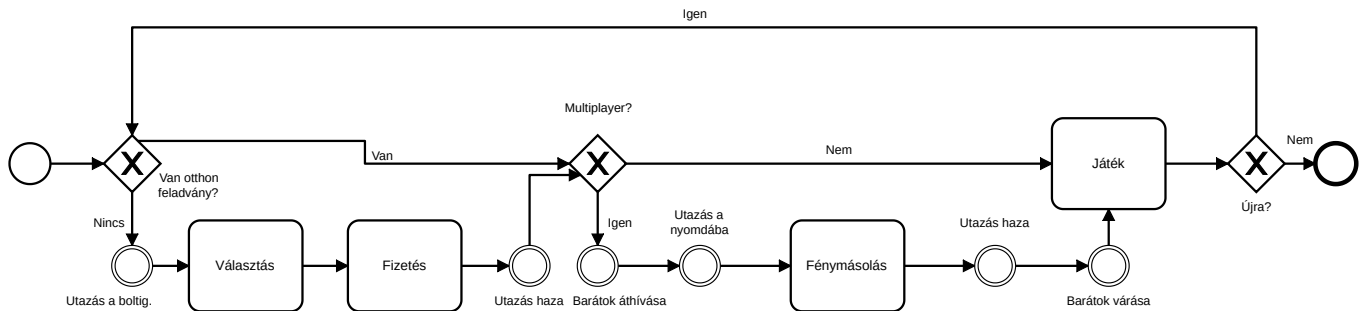 Igen
Multiplayer?
Van
Nem
Van otthon
feladvány?
Játék
Nem
Újra?
Nincs
Igen
Utazás a
nyomdába
Utazás haza
Választás
Fizetés
Fénymásolás
Utazás a boltig.
Utazás haza
Barátok áthívása
Barátok várása